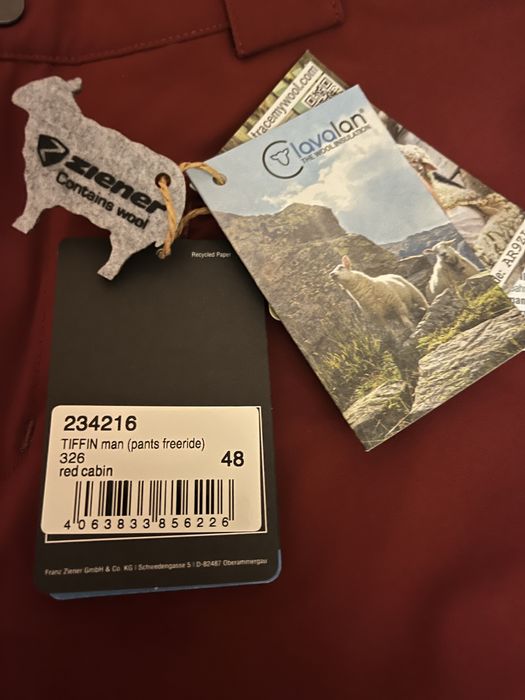 tracemywool.com
lavalan®
THE WOOL INSULATION
ziener
Contains wool
Recycled Paper
234216
TIFFIN man (pants freeride)
326
48
red cabin
4063833856226
Franz Ziener GmbH & Co. KG I Schwedengasse 5 I D-82487 Oberammergau